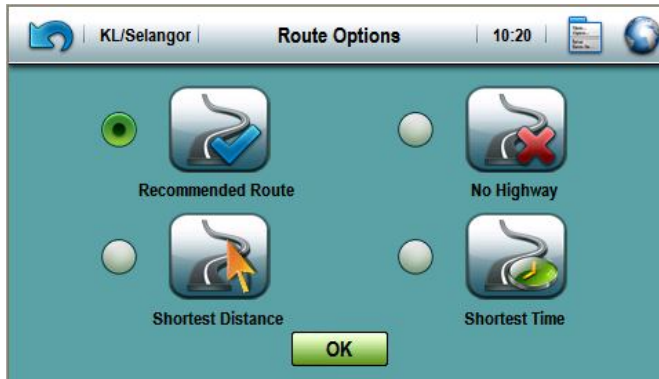 KL/Selangor
Route Options
10:20
Recommended Route
No Highway
Shortest Distance
Shortest Time
OK